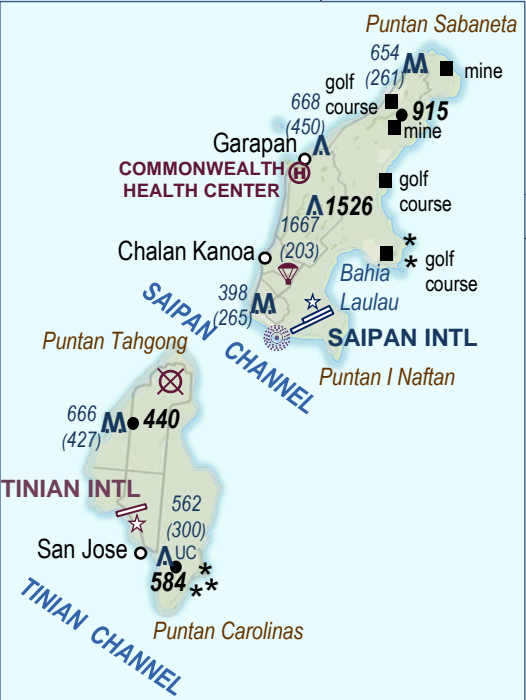 Puntan Sabaneta
654
(261)
mine
golf
course
668
(450)
915
mine
Garapan
H
COMMONWEALTH
HEALTH CENTER
golf
course
1526
1667
(203)
Chalan Kanoa
golf
course
Bahia
Laulau
398
(265)
SAIPAN CHANNEL
SAIPAN INTL
Puntan Tahgong
Puntan I Naftan
666
(427)
440
TINIAN INTL
562
(300)
San Jose
UC
584
TINIAN CHANNEL
Puntan Carolinas